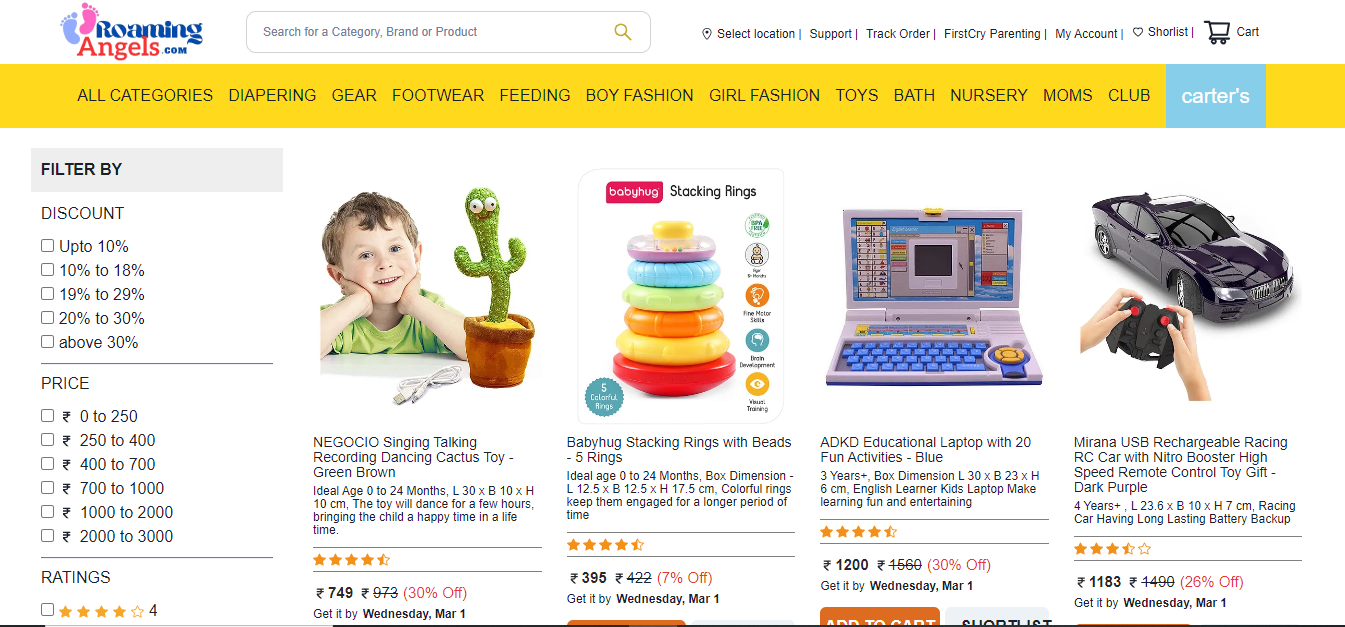 Roaming
Angels.COM
Search for a Category, Brand or Product
Select location | Support | Track Order | FirstCry Parenting | My Account | Shorlist | Cart
ALL CATEGORIES DIAPERING GEAR FOOTWEAR FEEDING BOY FASHION GIRL FASHION TOYS BATH NURSERY MOMS CLUB carter's
FILTER BY
DISCOUNT
Upto 10%
10% to 18%
19% to 29%
20% to 30%
above 30%
PRICE
₹ 0 to 250
₹ 250 to 400
₹ 400 to 700
₹ 700 to 1000
₹ 1000 to 2000
₹ 2000 to 3000
RATINGS
4
NEGOCIO Singing Talking
Recording Dancing Cactus Toy -
Green Brown
Ideal Age 0 to 24 Months, L 30 x B 10 x H
10 cm, The toy will dance for a few hours,
bringing the child a happy time in a life
time.
₹ 749 ₹ 973 (30% Off)
Get it by Wednesday, Mar 1
babyhug Stacking Rings
BPA
FREE
Age
6+ Months
Fine Motor
Skills
Brain
Development
Visual
Training
5
Colorful
Rings
Babyhug Stacking Rings with Beads
- 5 Rings
Ideal age 0 to 24 Months, Box Dimension -
L 12.5 x B 12.5 x H 17.5 cm, Colorful rings
keep them engaged for a longer period of
time
₹ 395 ₹ 422 (7% Off)
Get it by Wednesday, Mar 1
ADKD Educational Laptop with 20
Fun Activities - Blue
3 Years+, Box Dimension L 30 x B 23 x H
6 cm, English Learner Kids Laptop Make
learning fun and entertaining
₹ 1200 ₹ 1560 (30% Off)
Get it by Wednesday, Mar 1
ADD TO CART SHORTLIST
Mirana USB Rechargeable Racing
RC Car with Nitro Booster High
Speed Remote Control Toy Gift -
Dark Purple
4 Years+ , L 23.6 x B 10 x H 7 cm, Racing
Car Having Long Lasting Battery Backup
₹ 1183 ₹ 1490 (26% Off)
Get it by Wednesday, Mar 1